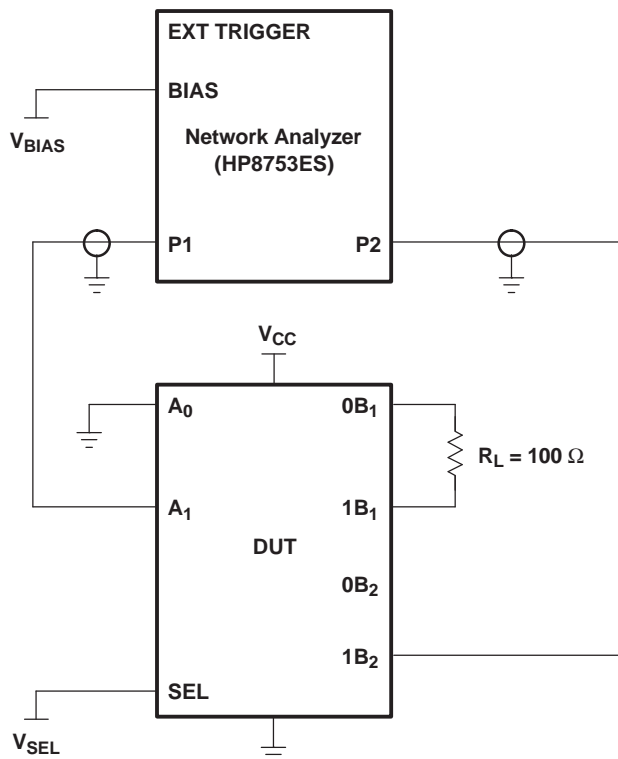 EXT TRIGGER
BIAS
V_BIAS
Network Analyzer
(HP8753ES)
P1
P2
V_CC
A_0
0B_1
R_L = 100 Ω
A_1
1B_1
DUT
0B_2
1B_2
SEL
V_SEL